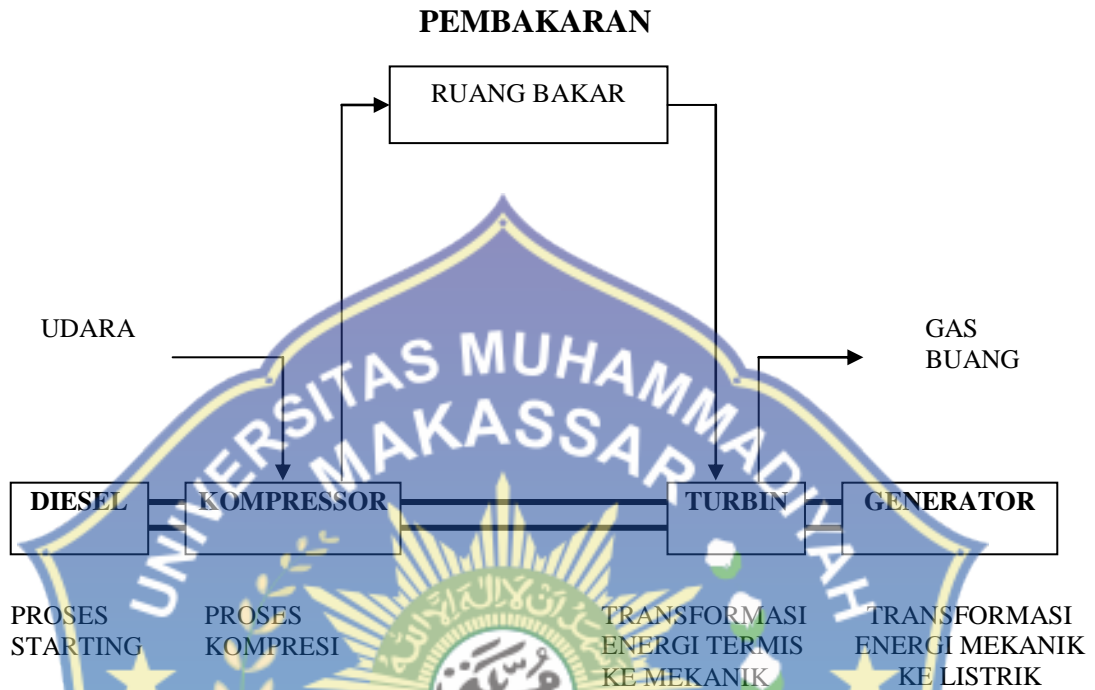 PEMBAKARAN
RUANG BAKAR
UDARA
GAS
BUANG
UNIVERSITAS MUHAMMADIYAH
MAKASSAR
DIESEL
KOMPRESSOR
TURBIN
GENERATOR
PROSES
STARTING
PROSES
KOMPRESI
TRANSFORMASI
ENERGI TERMIS
KE MEKANIK
TRANSFORMASI
ENERGI MEKANIK
KE LISTRIK